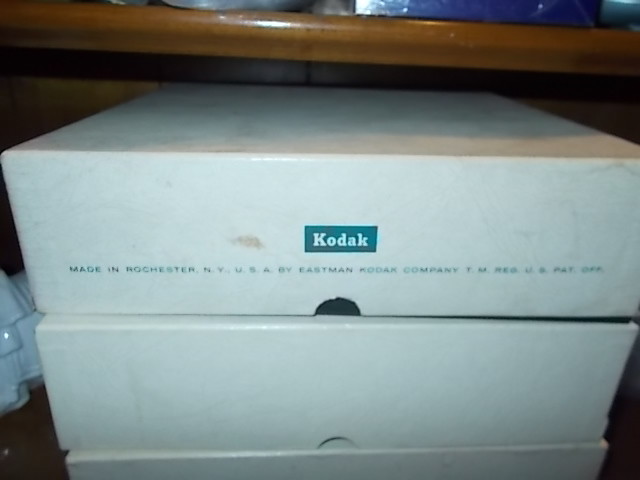 Kodak
MADE IN ROCHESTER, N. Y., U. S. A. BY EASTMAN KODAK COMPANY T. M. REG. U. S. PAT. OFF.